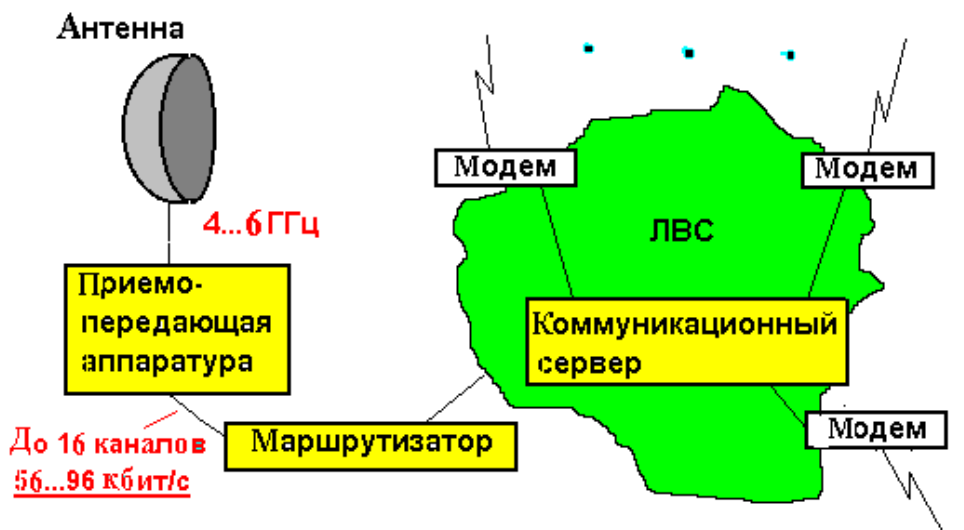 Антенна
4...6 ГГц
Приемо-
передающая
аппаратура
До 16 каналов
56...96 Кбит/с
Маршрутизатор
Модем
Модем
ЛВС
Коммуникационный
сервер
Модем